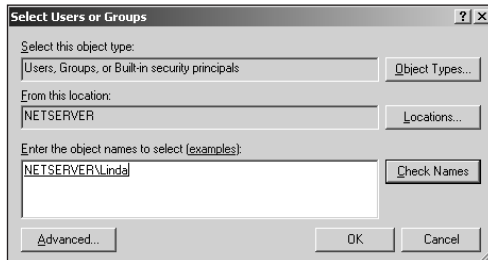 Select Users or Groups
Select this object type:
Users, Groups, or Built-in security principals
Object Types...
From this location:
NETSERVER
Locations...
Enter the object names to select (examples):
NETSERVER\Linda
Check Names
Advanced...
OK
Cancel